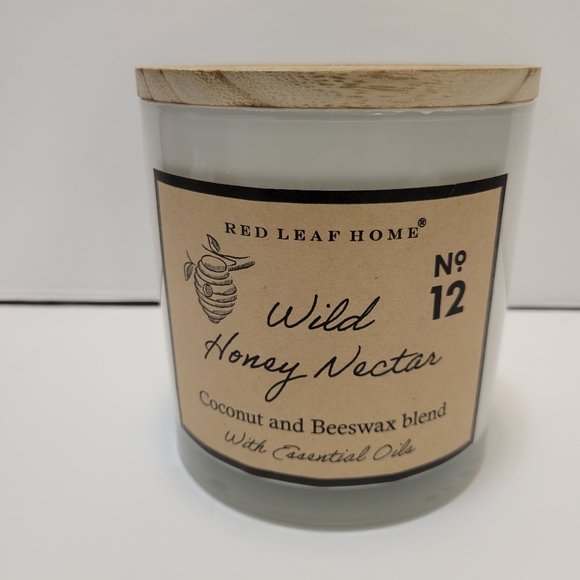 RED LEAF HOME®
Nº
12
Wild
Honey Nectar
Coconut and Beeswax blend
With Essential Oils